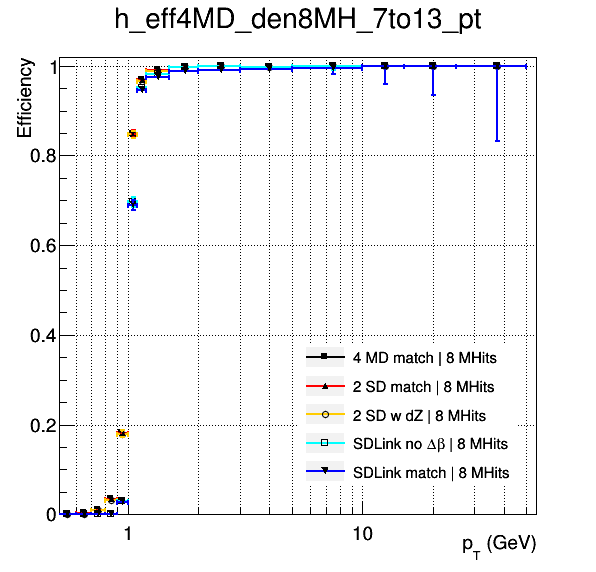 h_eff4MD_den8MH_7to13_pt
Efficiency
1
0.8
0.6
0.4
0.2
0
4 MD match | 8 MHits
2 SD match | 8 MHits
2 SD w dZ | 8 MHits
SDLink no Δβ | 8 MHits
SDLink match | 8 MHits
1
10
p_T (GeV)